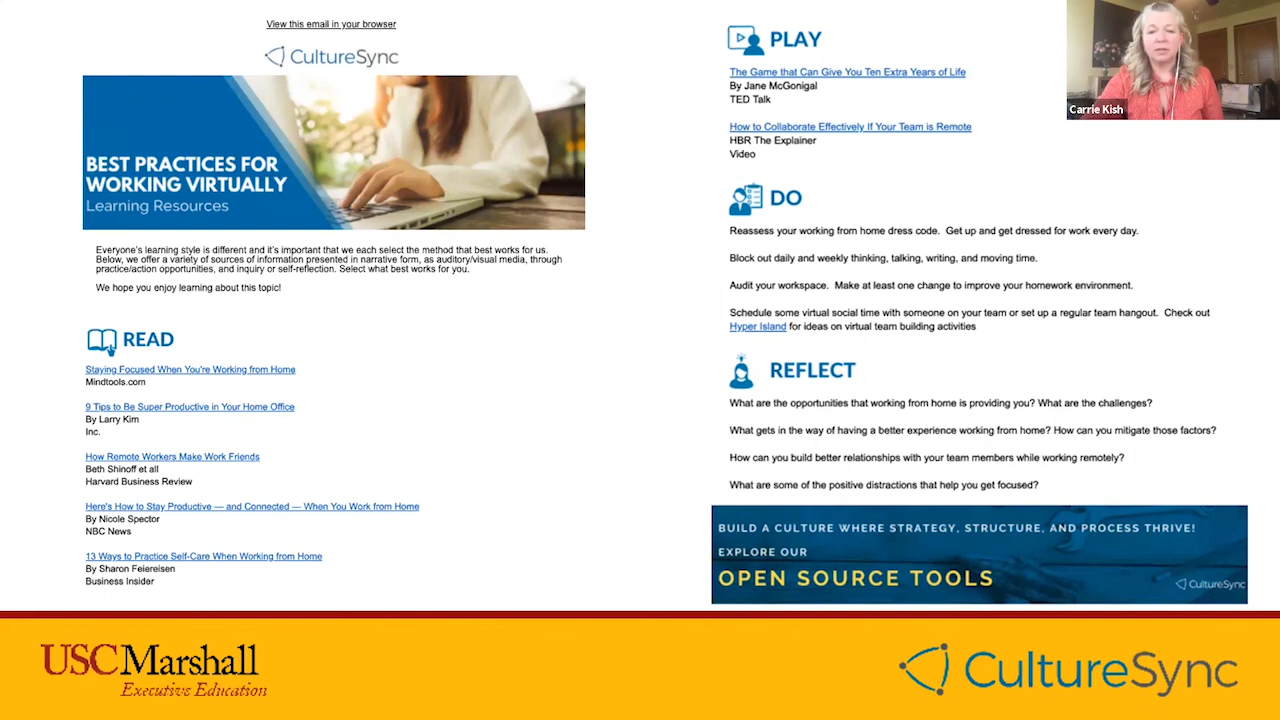 View this email in your browser
CultureSync
BEST PRACTICES FOR
WORKING VIRTUALLY
Learning Resources
Everyone's learning style is different and it's important that we each select the method that best works for us.
Below, we offer a variety of sources of information presented in narrative form, as auditory/visual media, through
practice/action opportunities, and inquiry or self-reflection. Select what best works for you.
We hope you enjoy learning about this topic!
READ
Staying Focused When You're Working from Home
Mindtools.com
9 Tips to Be Super Productive in Your Home Office
By Larry Kim
Inc.
How Remote Workers Make Work Friends
Beth Shinoff et all
Harvard Business Review
Here's How to Stay Productive — and Connected — When You Work from Home
By Nicole Spector
NBC News
13 Ways to Practice Self-Care When Working from Home
By Sharon Feiereisen
Business Insider
PLAY
The Game that Can Give You Ten Extra Years of Life
By Jane McGonigal
TED Talk
How to Collaborate Effectively If Your Team is Remote
HBR The Explainer
Video
DO
Reassess your working from home dress code. Get up and get dressed for work every day.
Block out daily and weekly thinking, talking, writing, and moving time.
Audit your workspace. Make at least one change to improve your homework environment.
Schedule some virtual social time with someone on your team or set up a regular team hangout. Check out
Hyper Island for ideas on virtual team building activities
REFLECT
What are the opportunities that working from home is providing you? What are the challenges?
What gets in the way of having a better experience working from home? How can you mitigate those factors?
How can you build better relationships with your team members while working remotely?
What are some of the positive distractions that help you get focused?
BUILD A CULTURE WHERE STRATEGY, STRUCTURE, AND PROCESS THRIVE!
EXPLORE OUR
OPEN SOURCE TOOLS
CultureSync
Carrie Kish
USC Marshall
Executive Education
CultureSync